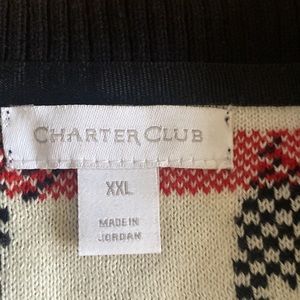 CHARTER CLUB
XXL
MADE IN
JORDAN